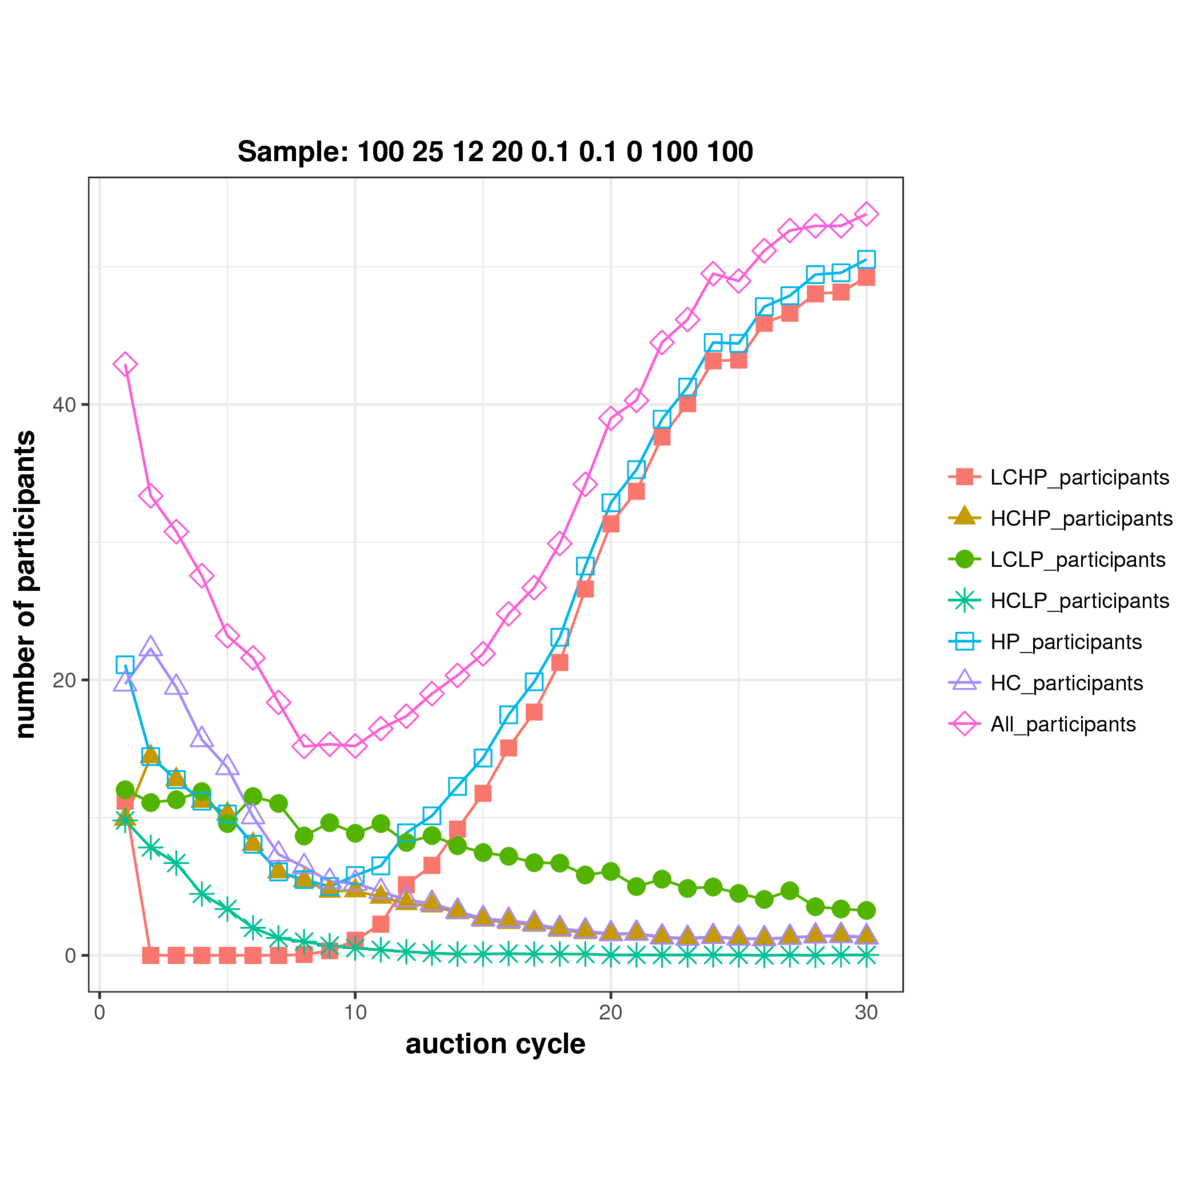 Sample: 100 25 12 20 0.1 0.1 0 100 100
number of participants
40
20
0
0
10
20
30
auction cycle
LCHP_participants
HCHP_participants
LCLP_participants
HCLP_participants
HP_participants
HC_participants
All_participants